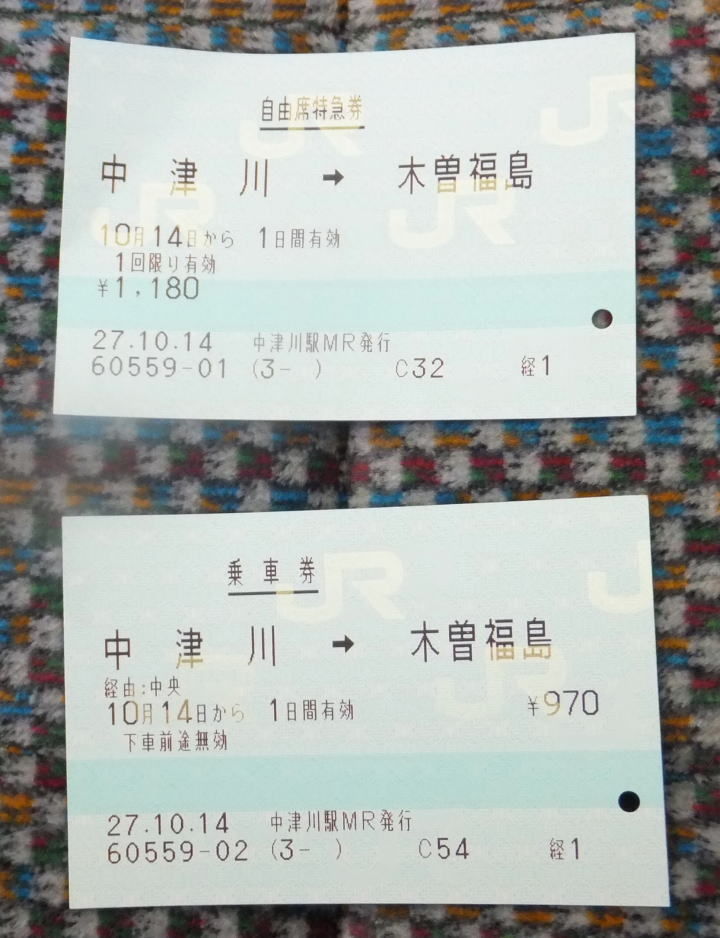 自由席特急券
中津川 → 木曽福島
10月14日から 1日間有効
1回限り有効
¥1,180
27.10.14 中津川駅MR発行
60559-01 (3- ) C32 経1
乗車券
中津川 → 木曽福島
経由:中央
10月14日から 1日間有効 ¥970
下車前途無効
27.10.14 中津川駅MR発行
60559-02 (3- ) C54 経1